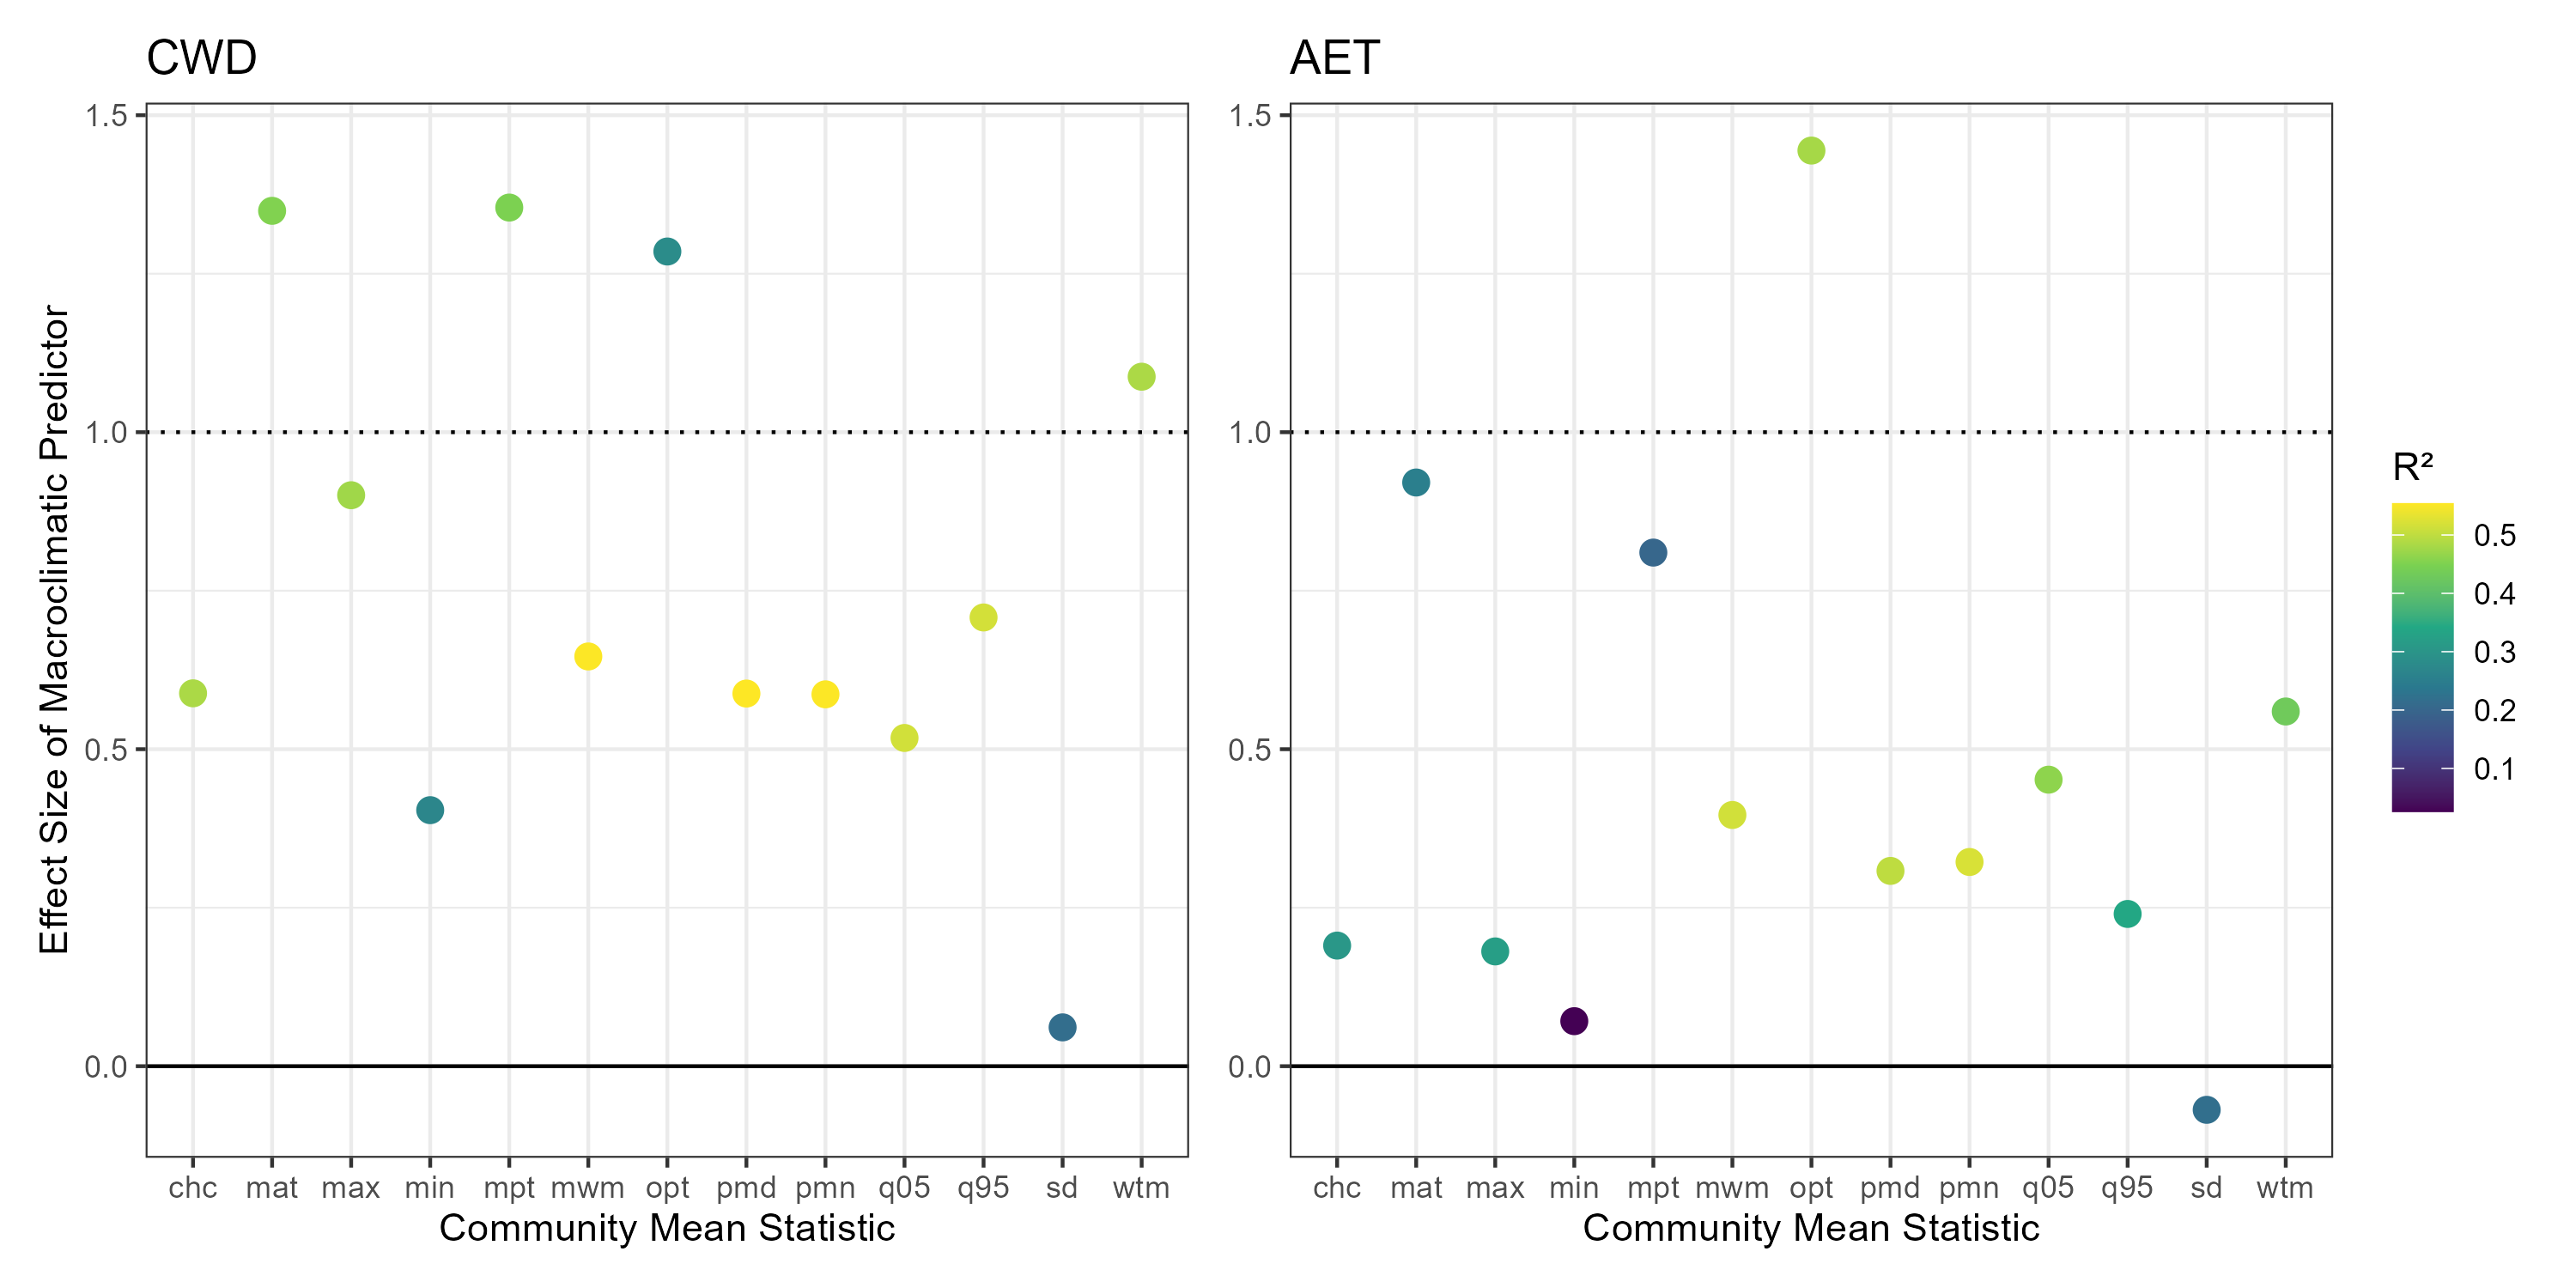 CWD
AET
Effect Size of Macroclimatic Predictor
1.5
1.0
0.5
0.0
chc mat max min mpt mwm opt pmd pmn q05 q95 sd wtm
Community Mean Statistic
1.5
1.0
0.5
0.0
chc mat max min mpt mwm opt pmd pmn q05 q95 sd wtm
Community Mean Statistic
R²
0.5
0.4
0.3
0.2
0.1